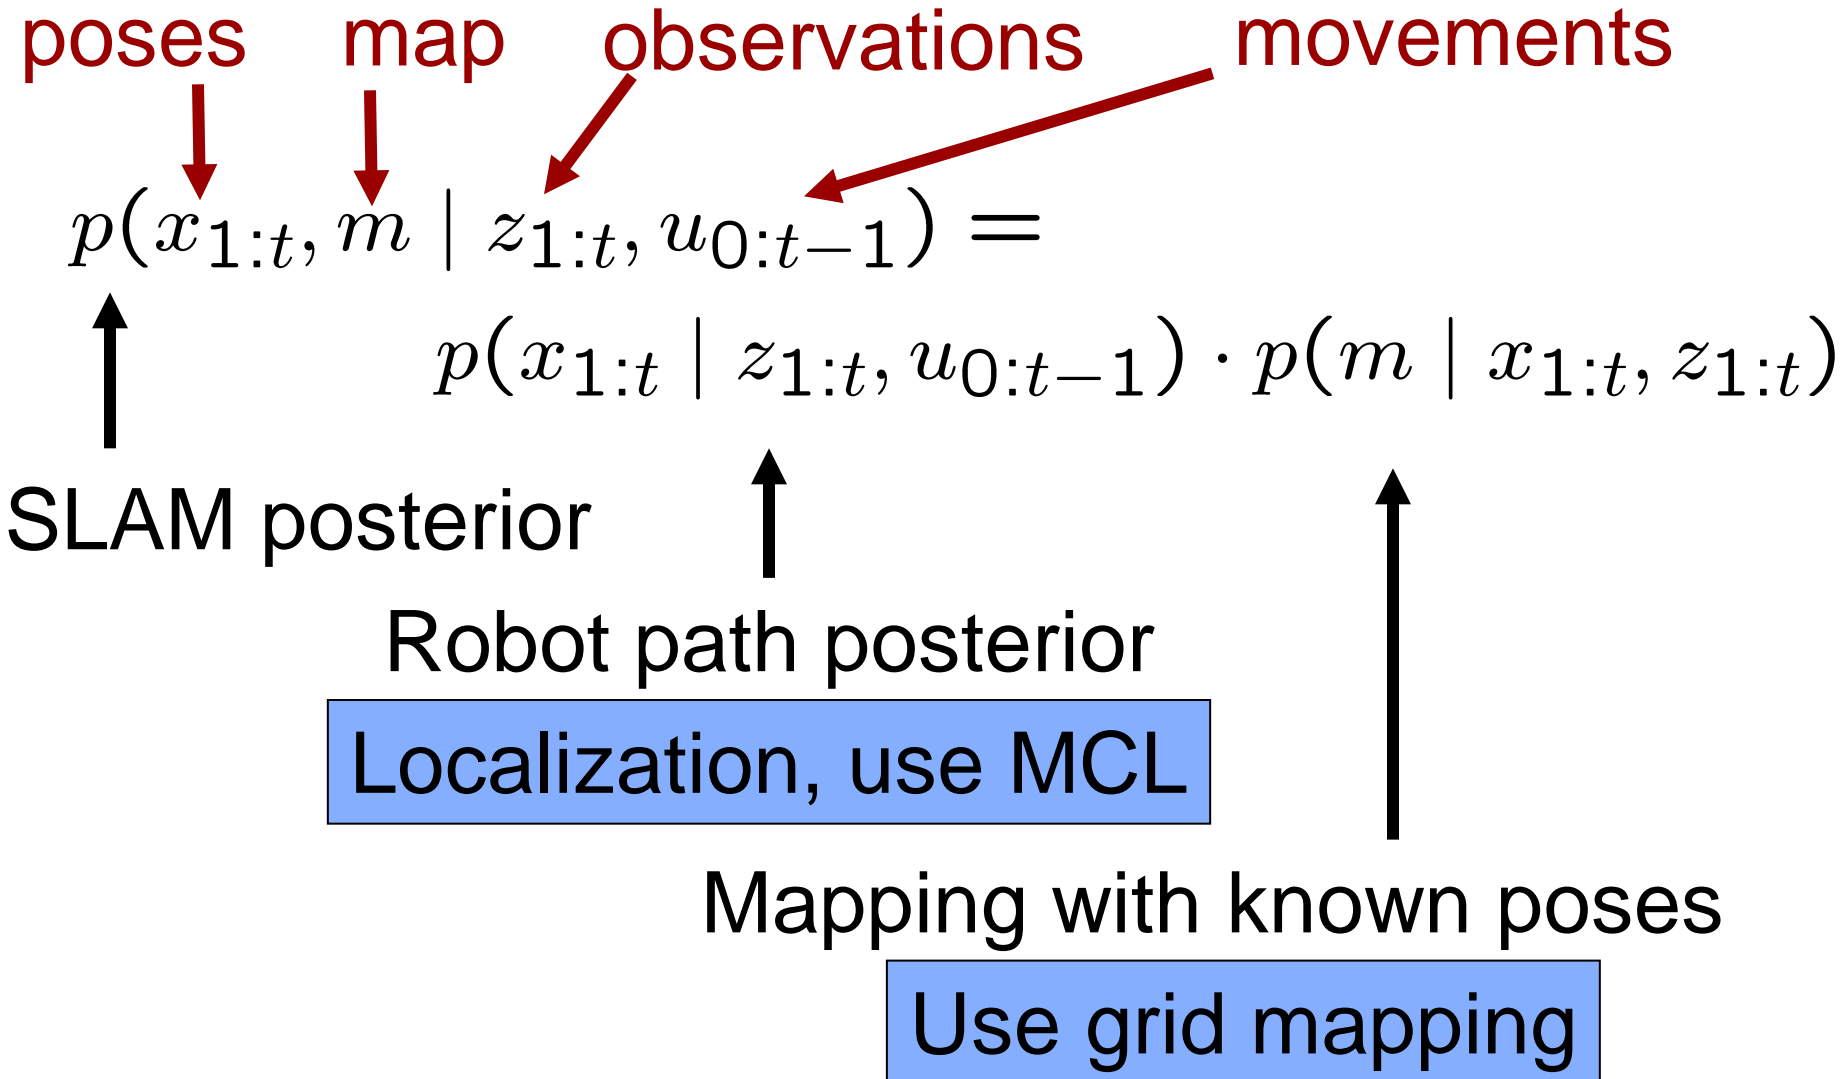 poses map observations movements
p(x_{1:t}, m | z_{1:t}, u_{0:t−1}) =
p(x_{1:t} | z_{1:t}, u_{0:t−1}) · p(m | x_{1:t}, z_{1:t})
SLAM posterior
Robot path posterior
Localization, use MCL
Mapping with known poses
Use grid mapping